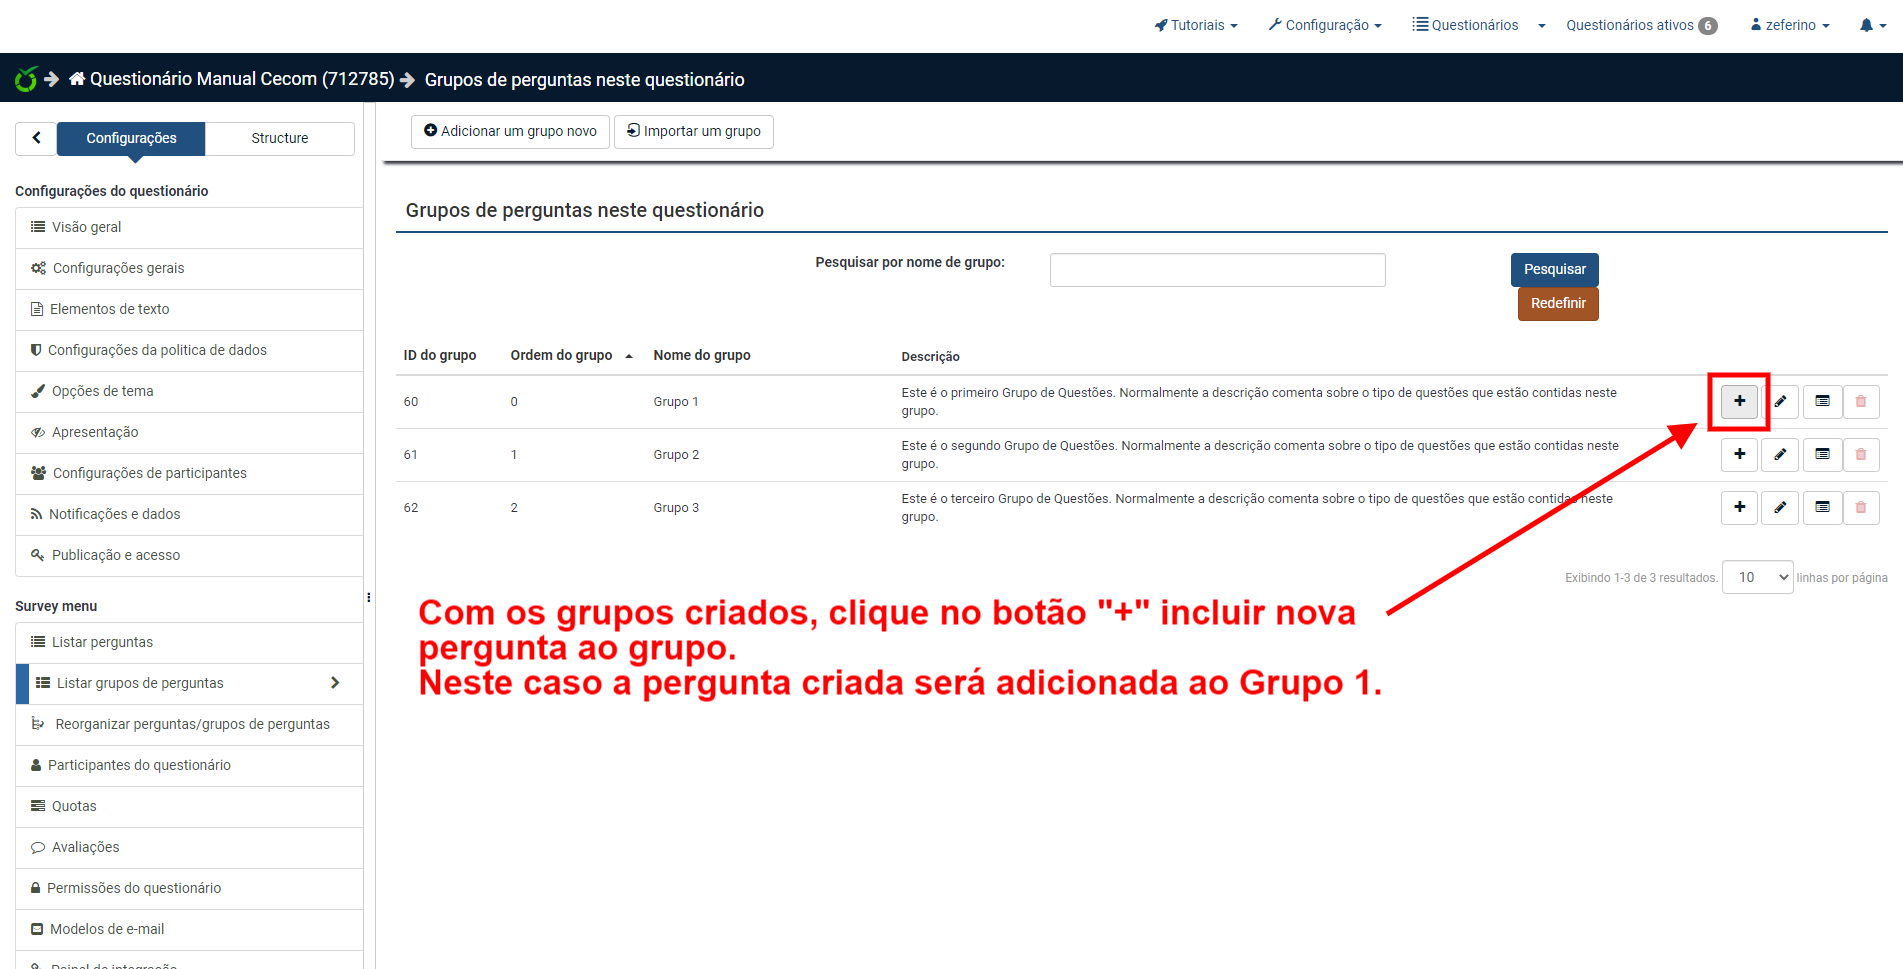 Tutoriais
Configuração
Questionários
Questionários ativos 6
zeferino
Questionário Manual Cecom (712785)
Grupos de perguntas neste questionário
Configurações
Structure
Adicionar um grupo novo
Importar um grupo
Configurações do questionário
Visão geral
Configurações gerais
Elementos de texto
Configurações da politica de dados
Opções de tema
Apresentação
Configurações de participantes
Notificações e dados
Publicação e acesso
Survey menu
Listar perguntas
Listar grupos de perguntas
Reorganizar perguntas/grupos de perguntas
Participantes do questionário
Quotas
Avaliações
Permissões do questionário
Modelos de e-mail
Painel de integração
Grupos de perguntas neste questionário
Pesquisar por nome de grupo:
Pesquisar
Redefinir
ID do grupo Ordem do grupo Nome do grupo Descrição
60 0 Grupo 1 Este é o primeiro Grupo de Questões. Normalmente a descrição comenta sobre o tipo de questões que estão contidas neste
grupo.
61 1 Grupo 2 Este é o segundo Grupo de Questões. Normalmente a descrição comenta sobre o tipo de questões que estão contidas neste
grupo.
62 2 Grupo 3 Este é o terceiro Grupo de Questões. Normalmente a descrição comenta sobre o tipo de questões que estão contidas neste
grupo.
Exibindo 1-3 de 3 resultados. 10 linhas por página
Com os grupos criados, clique no botão "+" incluir nova
pergunta ao grupo.
Neste caso a pergunta criada será adicionada ao Grupo 1.